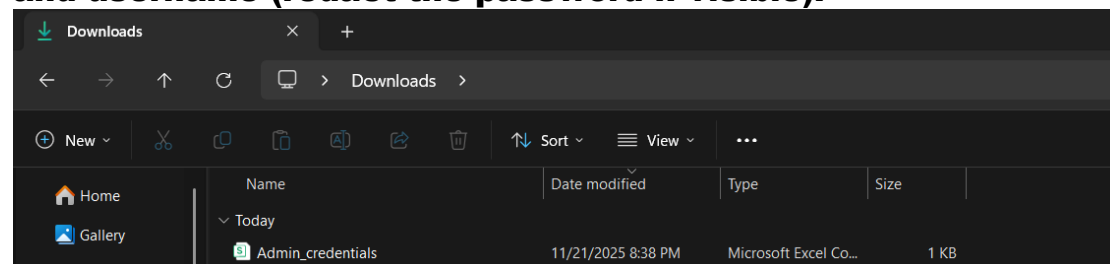 and username (redact the password if visible).
Downloads
Downloads
New Sort View
Name Date modified Type Size
Home
Today
Gallery
Admin_credentials 11/21/2025 8:38 PM Microsoft Excel Co... 1 KB